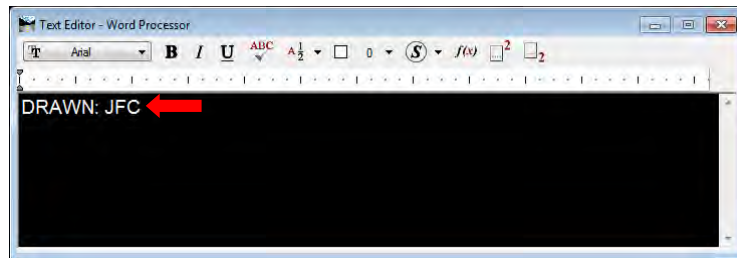 Text Editor - Word Processor
T Arial B I U ABC A1/2 0 S f(x) 2 2
DRAWN: JFC